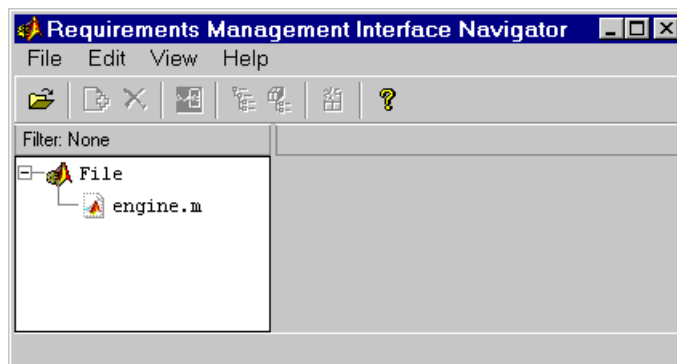 Requirements Management Interface Navigator
File Edit View Help
?
Filter: None
File
engine.m